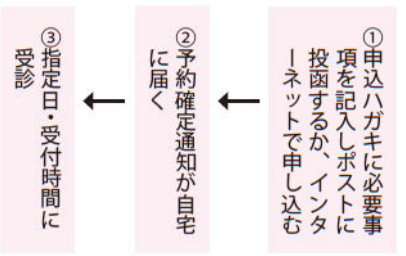 ①申込ハガキに必要事
項を記入しポストに
投函するか、インタ
ーネットで申し込む
②予約確定通知が自宅
に届く
③指定日・受付時間に
受診